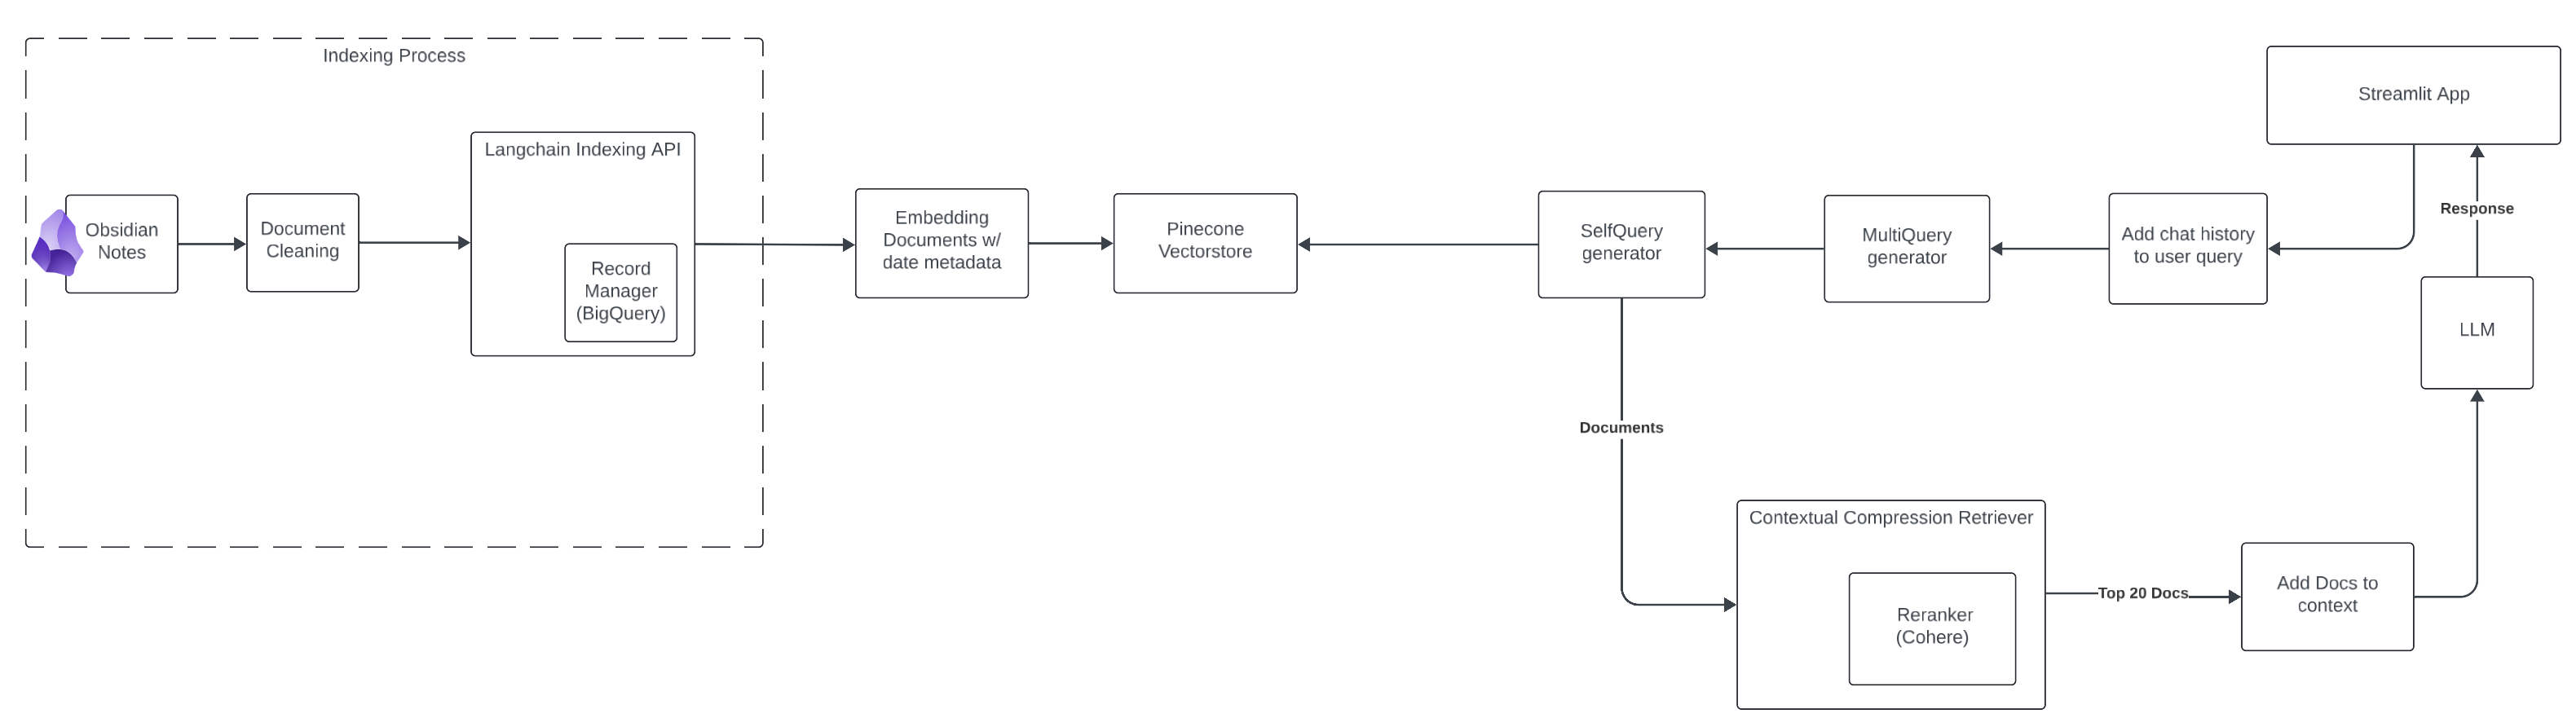 Indexing Process
Obsidian
Notes
Document
Cleaning
Langchain Indexing API
Record
Manager
(BigQuery)
Embedding
Documents w/
date metadata
Pinecone
Vectorstore
SelfQuery
generator
MultiQuery
generator
Add chat history
to user query
Streamlit App
Response
LLM
Documents
Contextual Compression Retriever
Reranker
(Cohere)
Top 20 Docs
Add Docs to
context